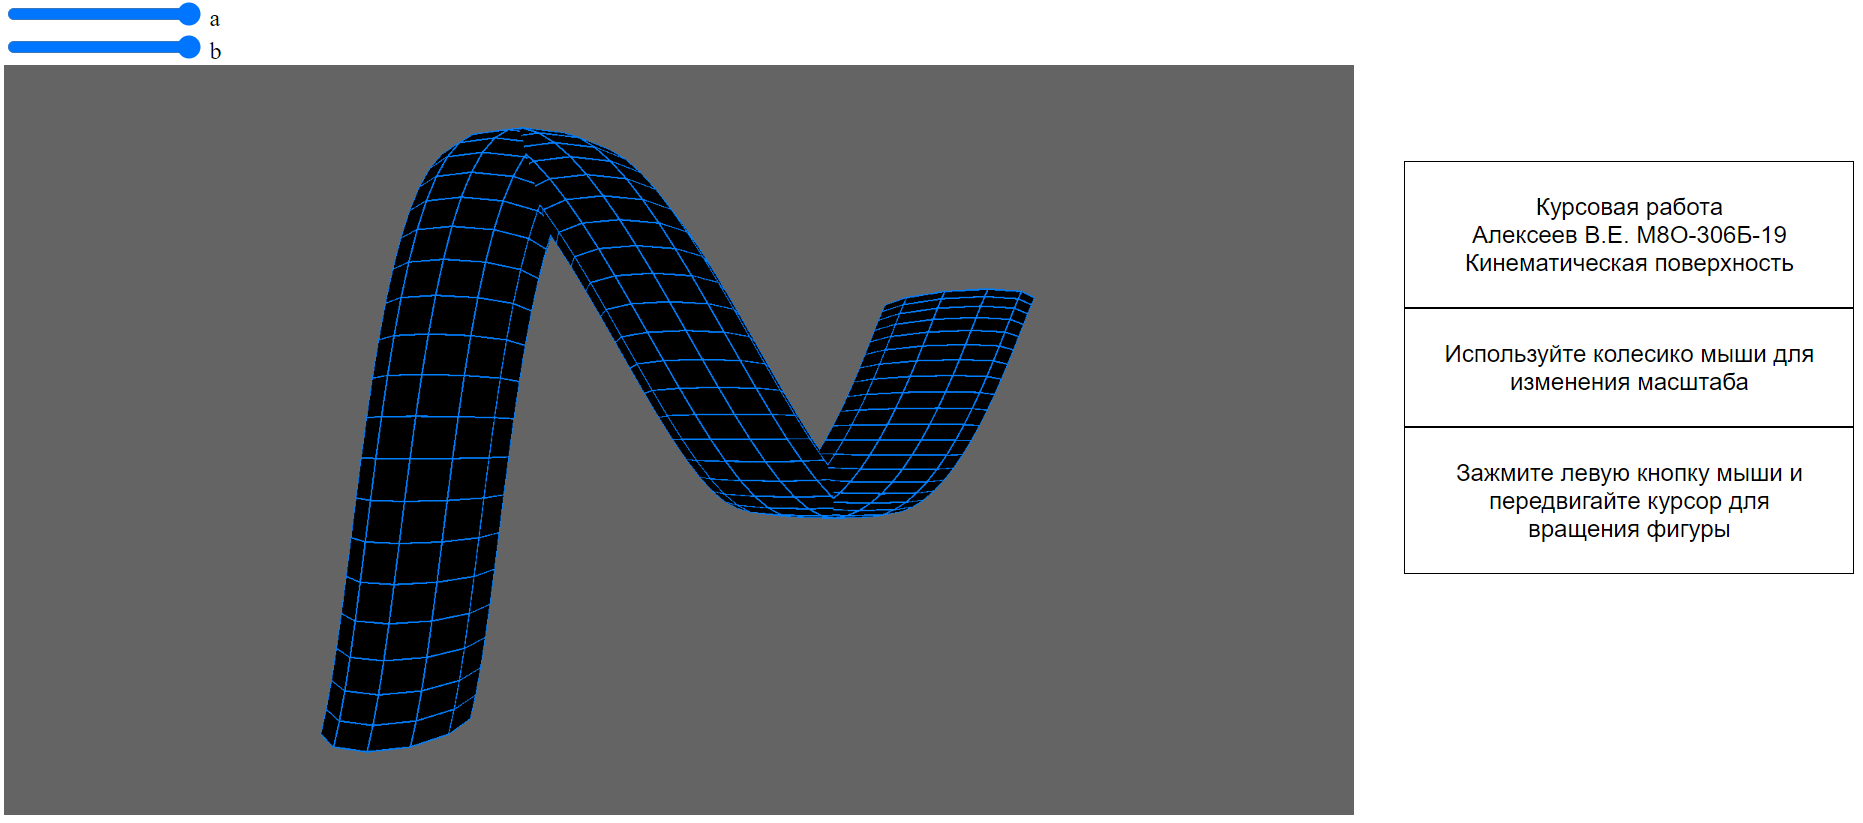 a
b
Курсовая работа
Алексеев В.Е. М8О-306Б-19
Кинематическая поверхность
Используйте колесико мыши для
изменения масштаба
Зажмите левую кнопку мыши и
передвигайте курсор для
вращения фигуры